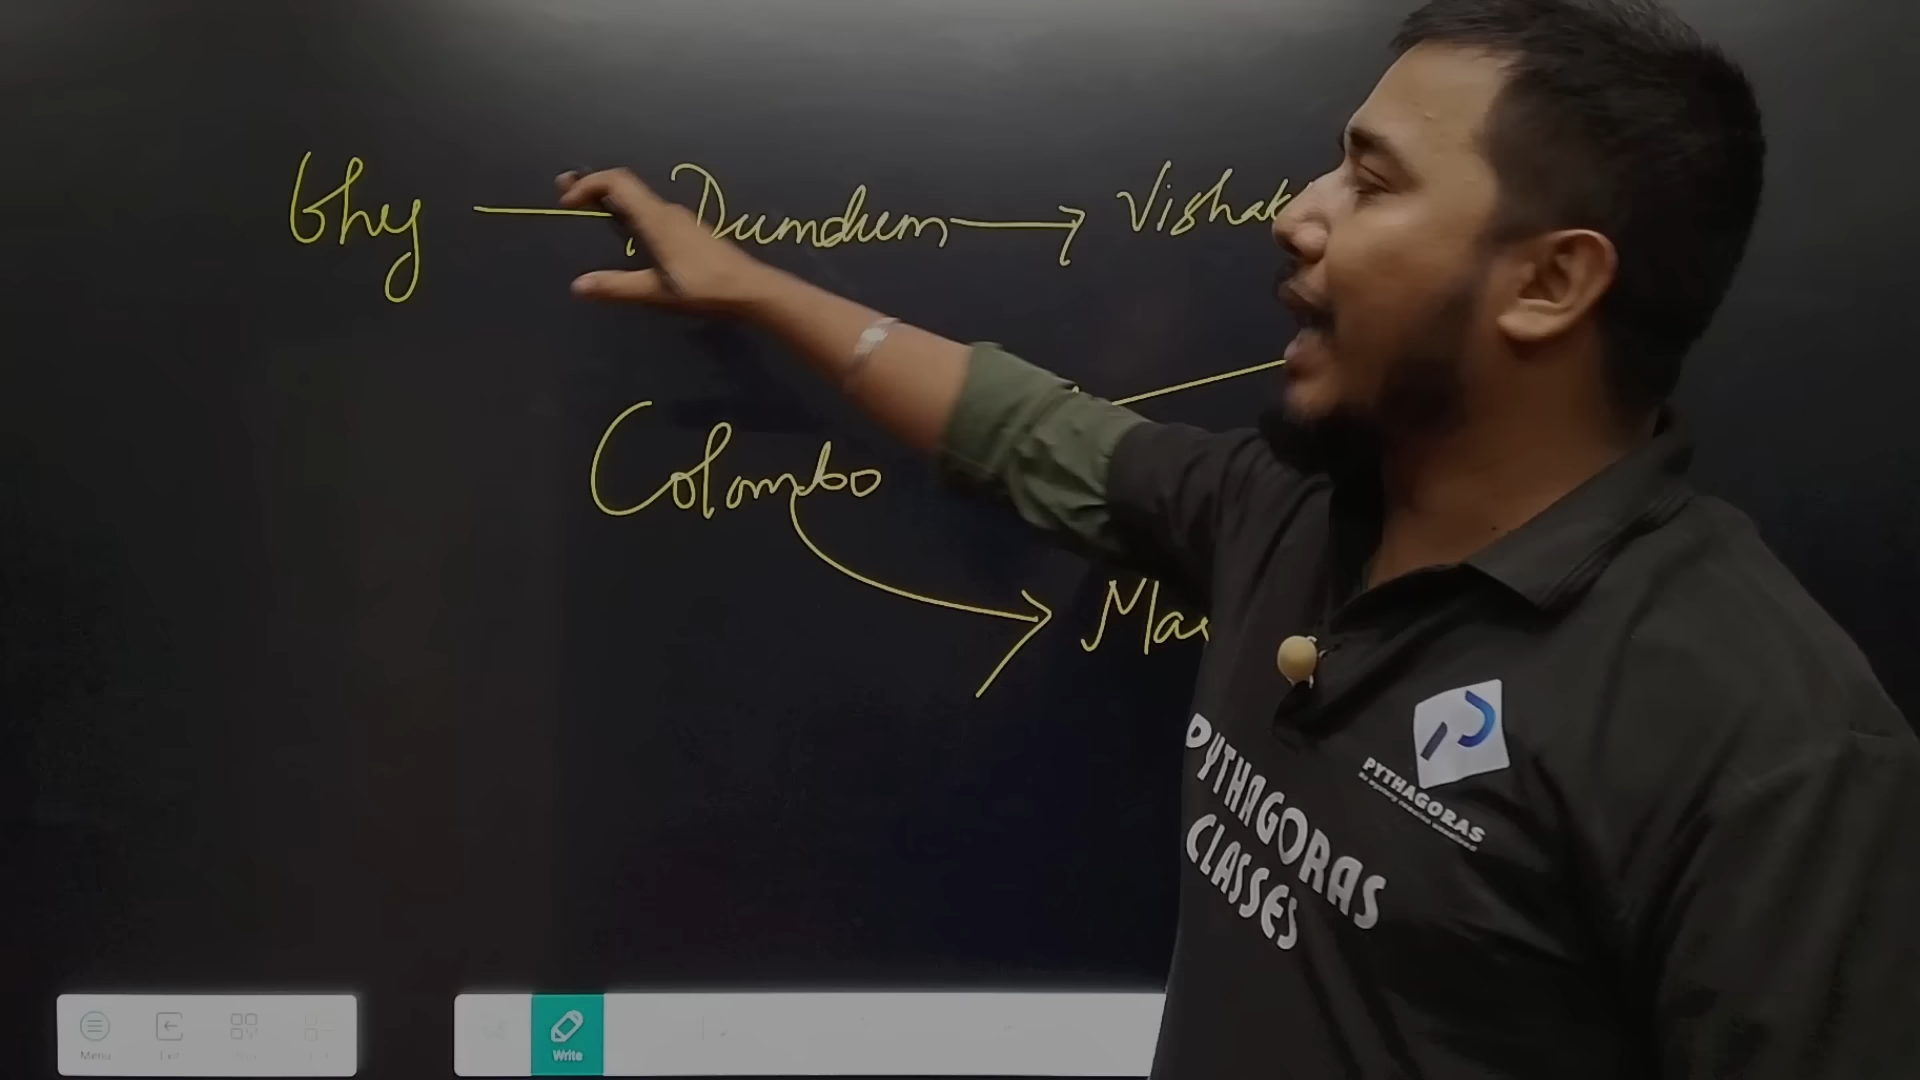 Ghy → Dumdum → Vishak
Colombo
Ma
PYTHAGORAS
PYTHAGORAS
CLASSES
Menu
Write